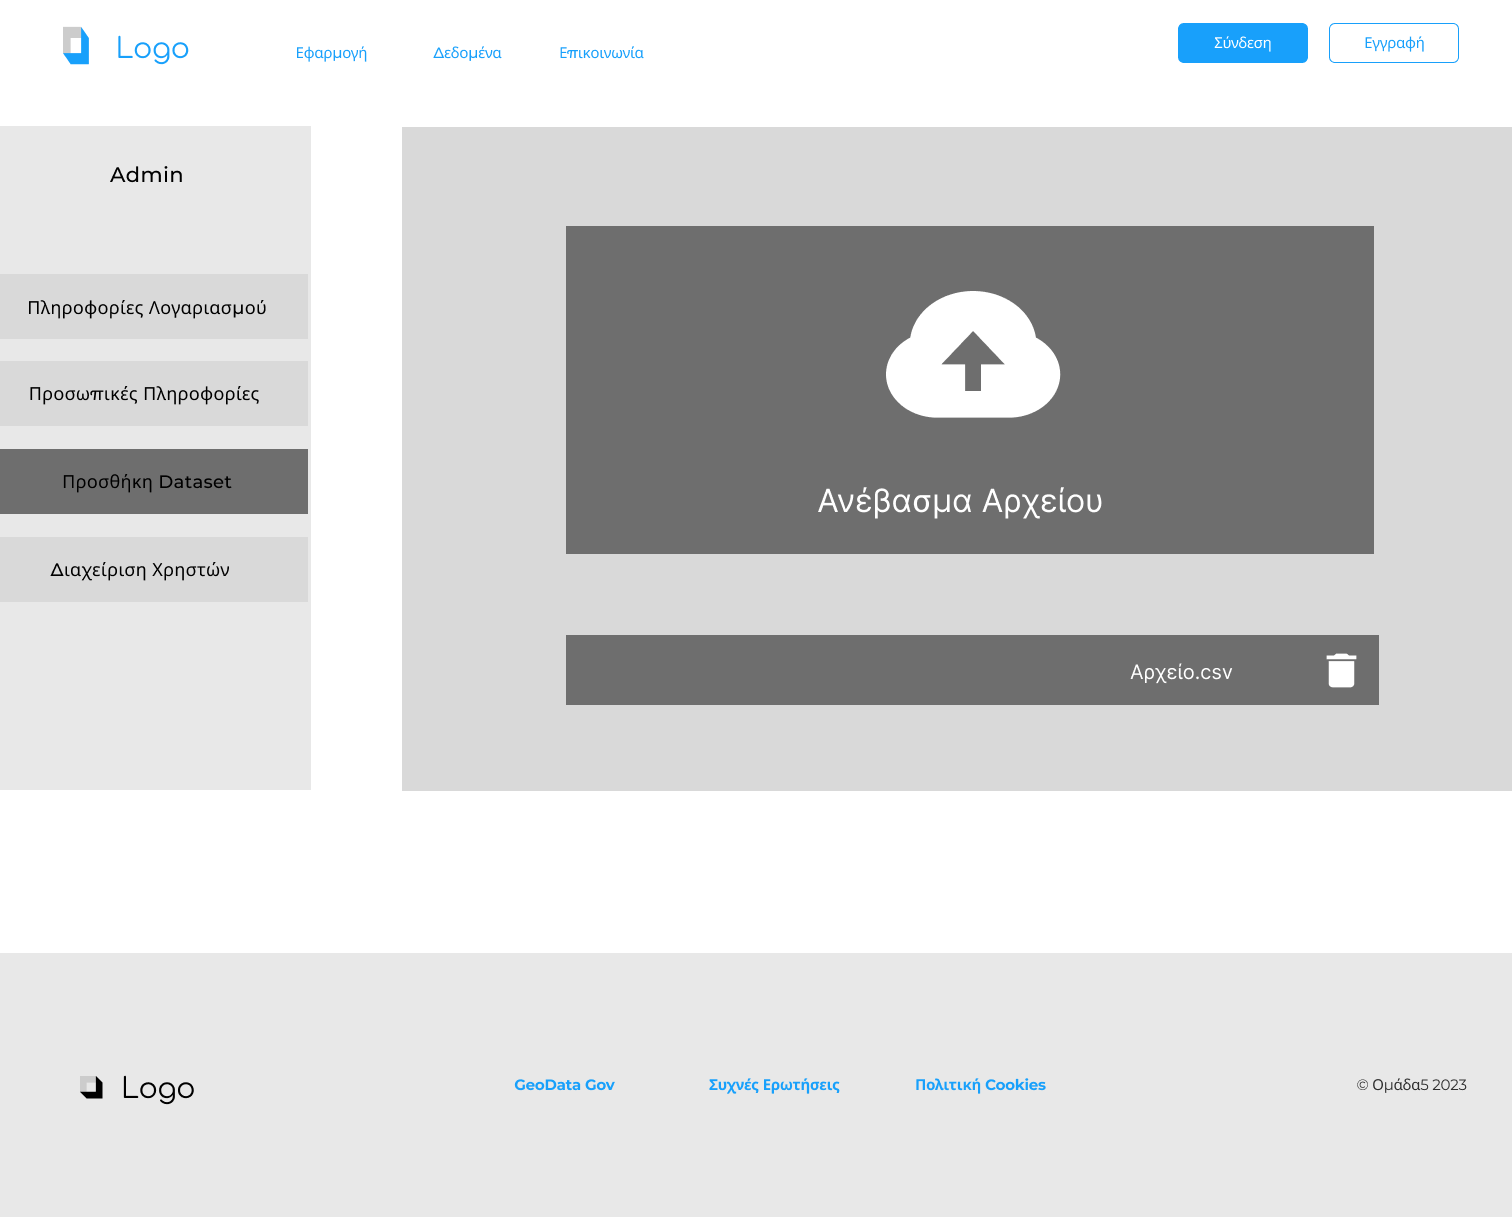 Logo
Εφαρμογή
Δεδομένα
Επικοινωνία
Σύνδεση
Εγγραφή
Admin
Πληροφορίες Λογαριασμού
Προσωπικές Πληροφορίες
Προσθήκη Dataset
Διαχείριση Χρηστών
Ανέβασμα Αρχείου
Αρχείο.csv
Logo
GeoData Gov
Συχνές Ερωτήσεις
Πολιτική Cookies
© Ομάδα5 2023